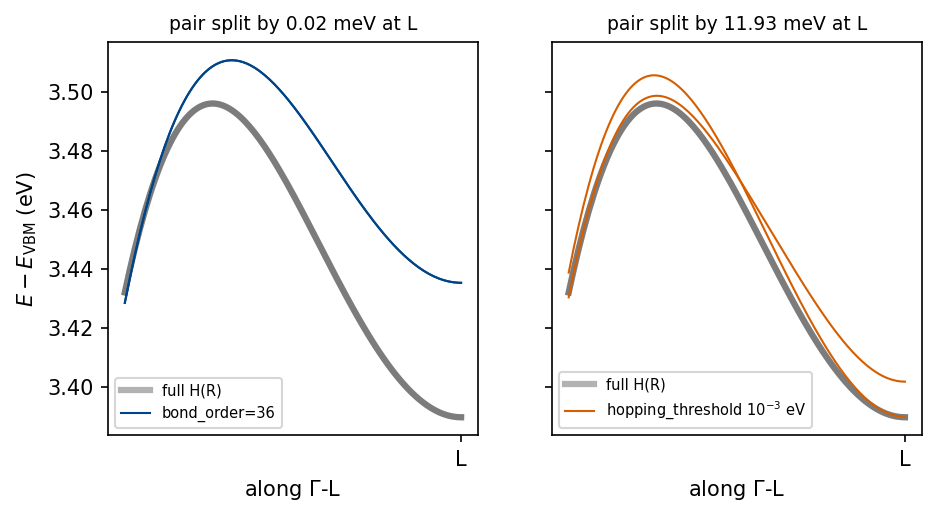 pair split by 0.02 meV at L
pair split by 11.93 meV at L
E − E_VBM (eV)
3.50
3.48
3.46
3.44
3.42
3.40
full H(R)
bond_order=36
full H(R)
hopping_threshold 10⁻³ eV
L
L
along Γ-L
along Γ-L